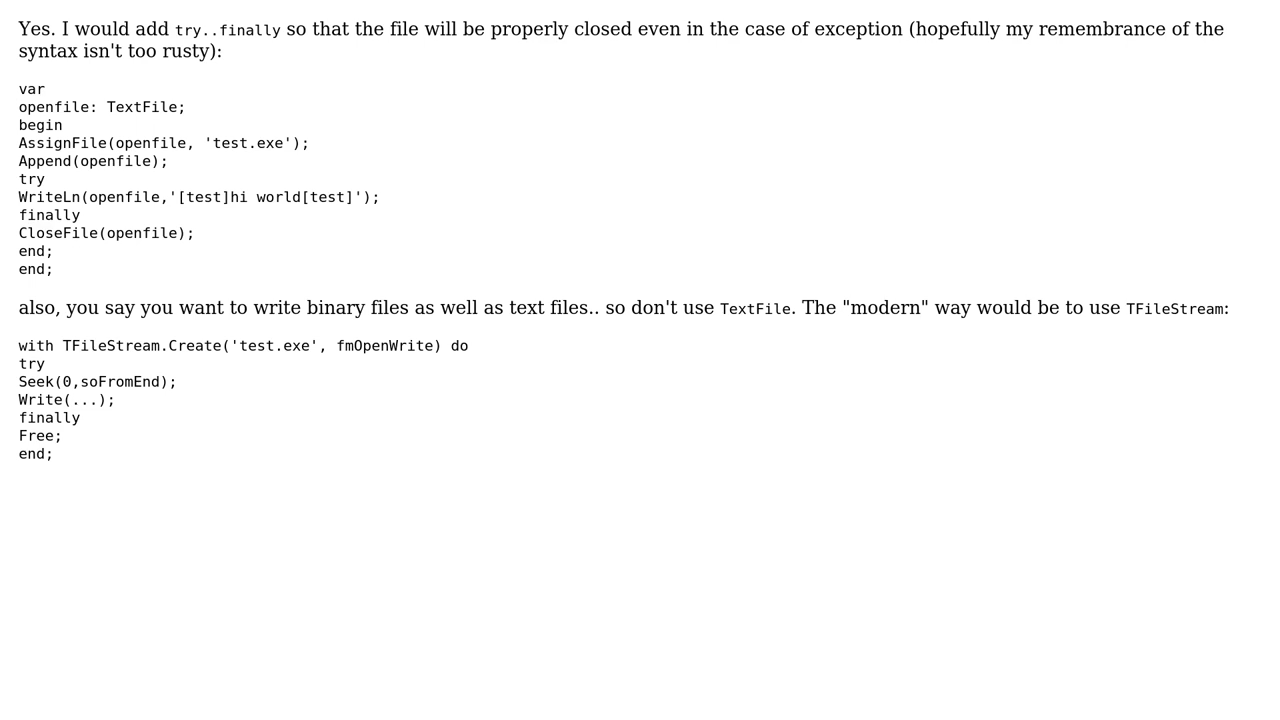 Yes. I would add try..finally so that the file will be properly closed even in the case of exception (hopefully my remembrance of the
syntax isn't too rusty):
var
openfile: TextFile;
begin
AssignFile(openfile, 'test.exe');
Append(openfile);
try
WriteLn(openfile,'[test]hi world[test]');
finally
CloseFile(openfile);
end;
end;
also, you say you want to write binary files as well as text files.. so don't use TextFile. The "modern" way would be to use TFileStream:
with TFileStream.Create('test.exe', fmOpenWrite) do
try
Seek(0,soFromEnd);
Write(...);
finally
Free;
end;